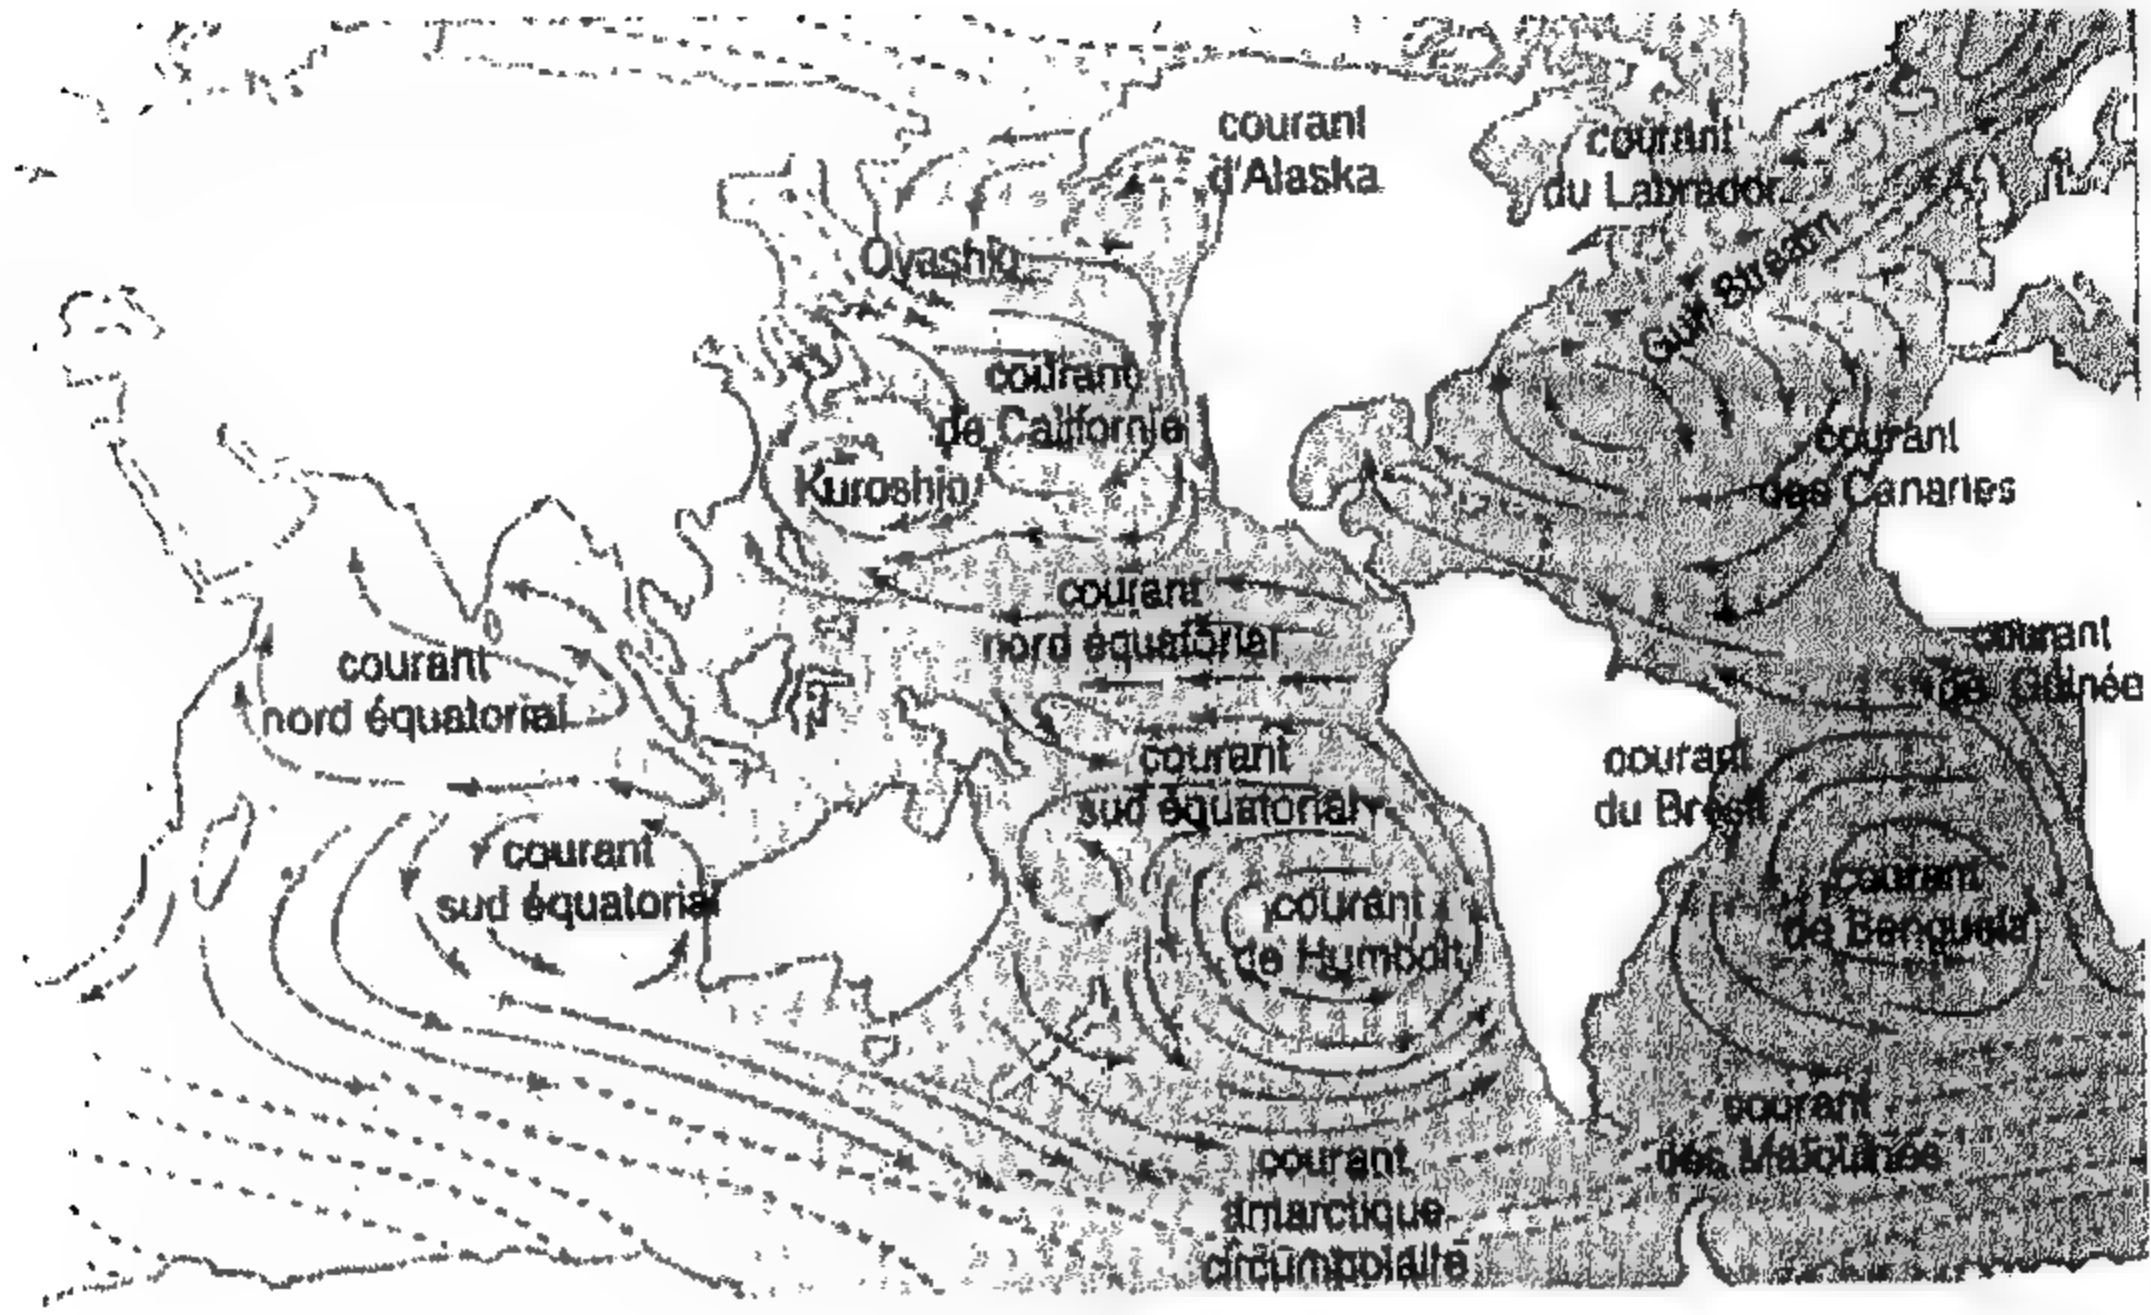 courant
d'Alaska
courant
du Labrador
Oyashio
Gulf Stream
courant
de Californie
Kuroshio
courant
des Canaries
courant
nord équatorial
courant
nord équatorial
courant
de Guinée
courant
sud équatorial
courant
du Brésil
courant
sud équatorial
courant
de Humbolt
courant
de Benguela
courant
des Malouines
courant
antarctique
circumpolaire